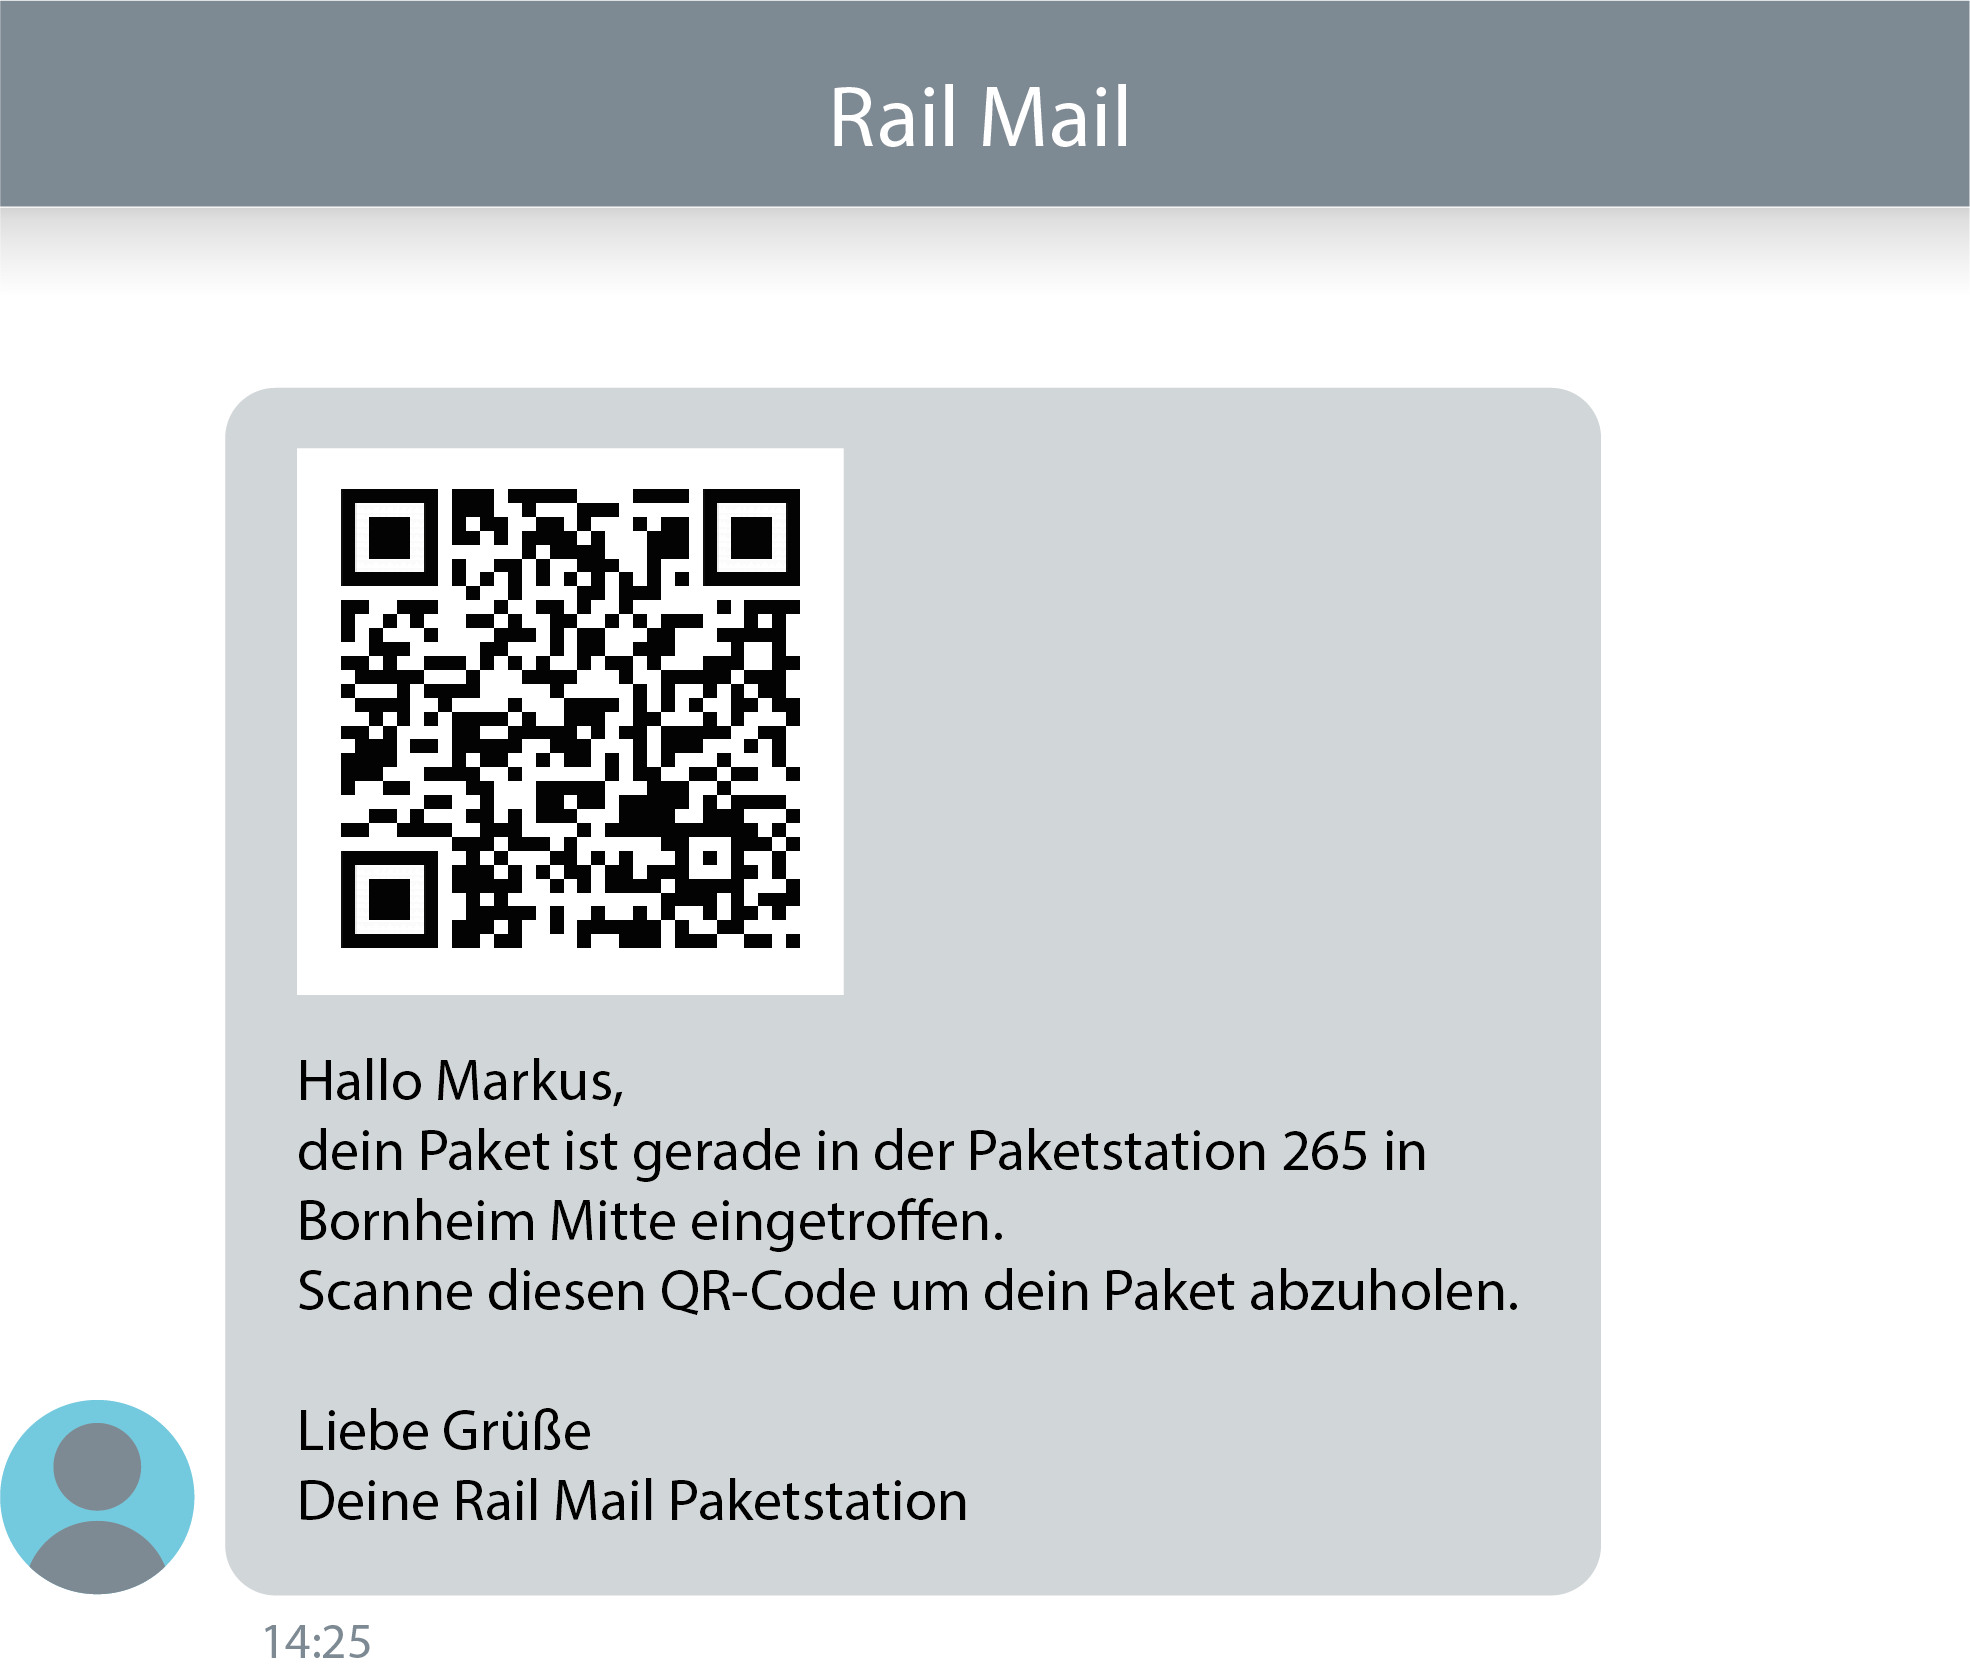 Rail Mail
Hallo Markus,
dein Paket ist gerade in der Paketstation 265 in
Bornheim Mitte eingetroffen.
Scanne diesen QR-Code um dein Paket abzuholen.
Liebe Grüße
Deine Rail Mail Paketstation
14:25